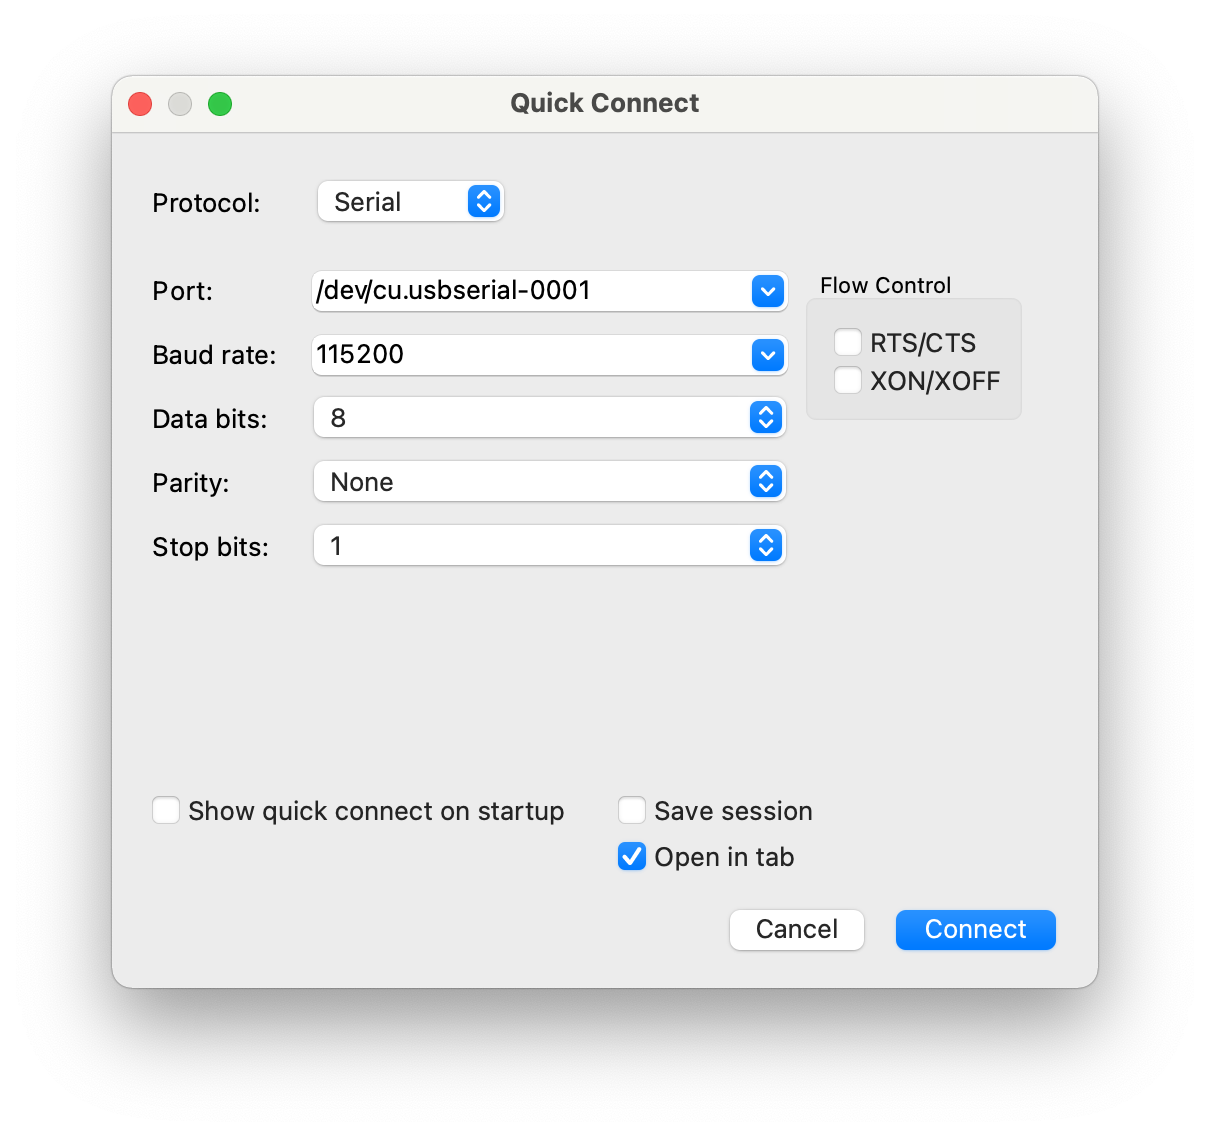 Quick Connect
Protocol: Serial
Port: /dev/cu.usbserial-0001
Flow Control
Baud rate: 115200
RTS/CTS
XON/XOFF
Data bits: 8
Parity: None
Stop bits: 1
Show quick connect on startup
Save session
Open in tab
Cancel
Connect